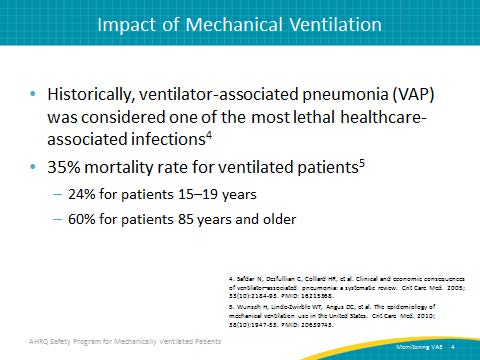 Impact of Mechanical Ventilation
• Historically, ventilator-associated pneumonia (VAP)
was considered one of the most lethal healthcare-
associated infections4
• 35% mortality rate for ventilated patients5
– 24% for patients 15–19 years
– 60% for patients 85 years and older
4. Safdar N, Dezfullian C, Collard HR, et al. Clinical and economic consequences
of ventilator-associated pneumonia: a systematic review. Crit Care Med. 2005;
33(10):2184-93. PMID: 16215368.
5. Wunsch H, Linde-Zwirble WT, Angus DC, et al. The epidemiology of
mechanical ventilation use in the United States. Crit Care Med. 2010;
38(10):1947-53. PMID: 20639743.
AHRQ Safety Program for Mechanically Ventilated Patients
Monitoring VAE 4